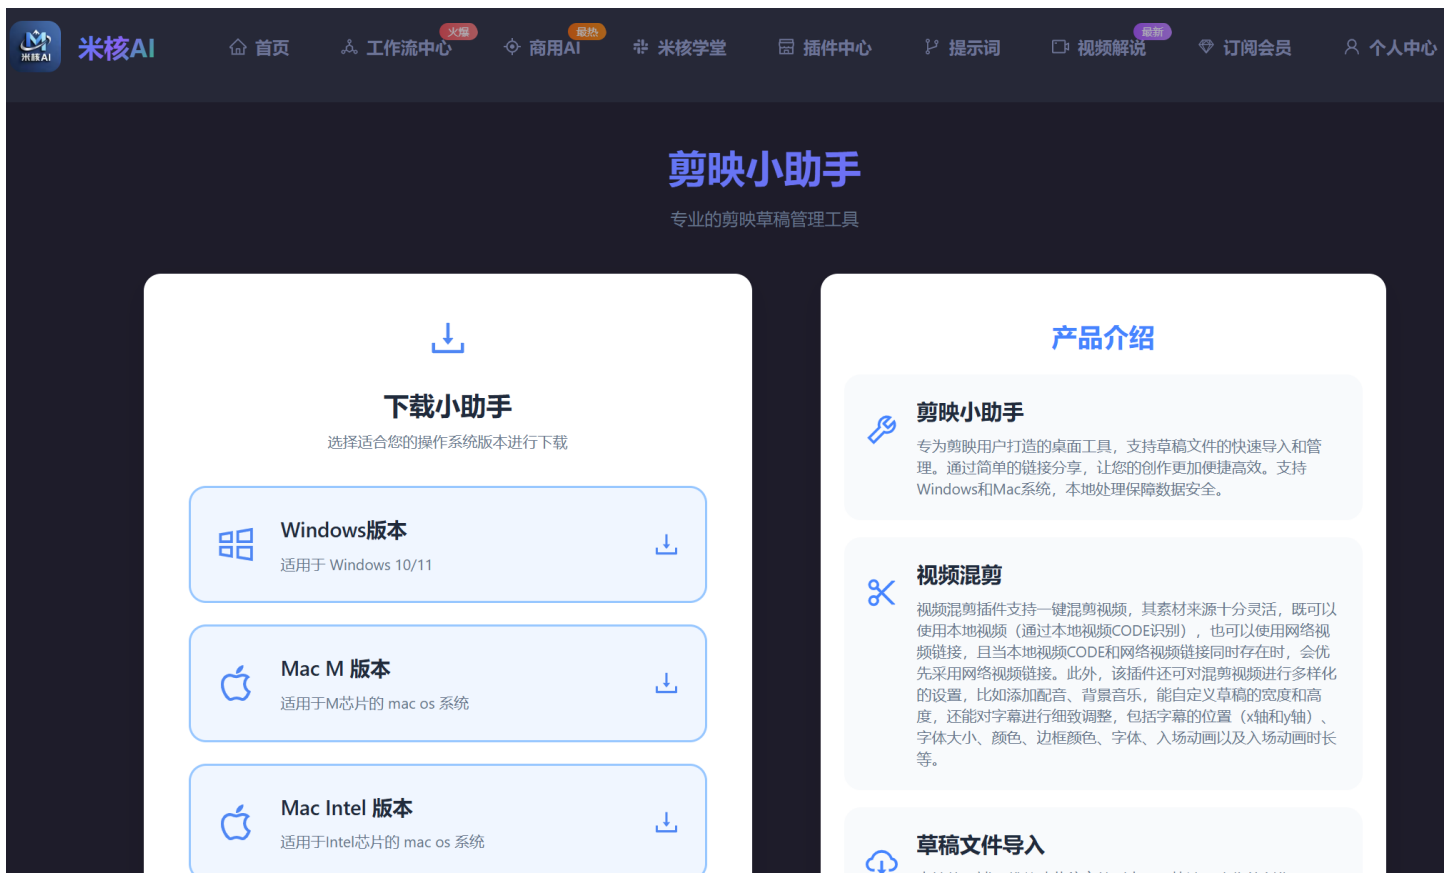 米核AI
米核AI
首页
工作流中心
火爆
商用AI
最热
米核学堂
插件中心
提示词
视频解说
最新
订阅会员
个人中心
剪映小助手
专业的剪映草稿管理工具
下载小助手
选择适合您的操作系统版本进行下载
Windows版本
适用于 Windows 10/11
Mac M 版本
适用于M芯片的 mac os 系统
Mac Intel 版本
适用于Intel芯片的 mac os 系统
产品介绍
剪映小助手
专为剪映用户打造的桌面工具，支持草稿文件的快速导入和管
理。通过简单的链接分享，让您的创作更加便捷高效。支持
Windows和Mac系统，本地处理保障数据安全。
视频混剪
视频混剪插件支持一键混剪视频，其素材来源十分灵活，既可以
使用本地视频（通过本地视频CODE识别），也可以使用网络视
频链接，且当本地视频CODE和网络视频链接同时存在时，会优
先采用网络视频链接。此外，该插件还可对混剪视频进行多样化
的设置，比如添加配音、背景音乐，能自定义草稿的宽度和高
度，还能对字幕进行细致调整，包括字幕的位置（x轴和y轴）、
字体大小、颜色、边框颜色、字体、入场动画以及入场动画时长
等。
草稿文件导入